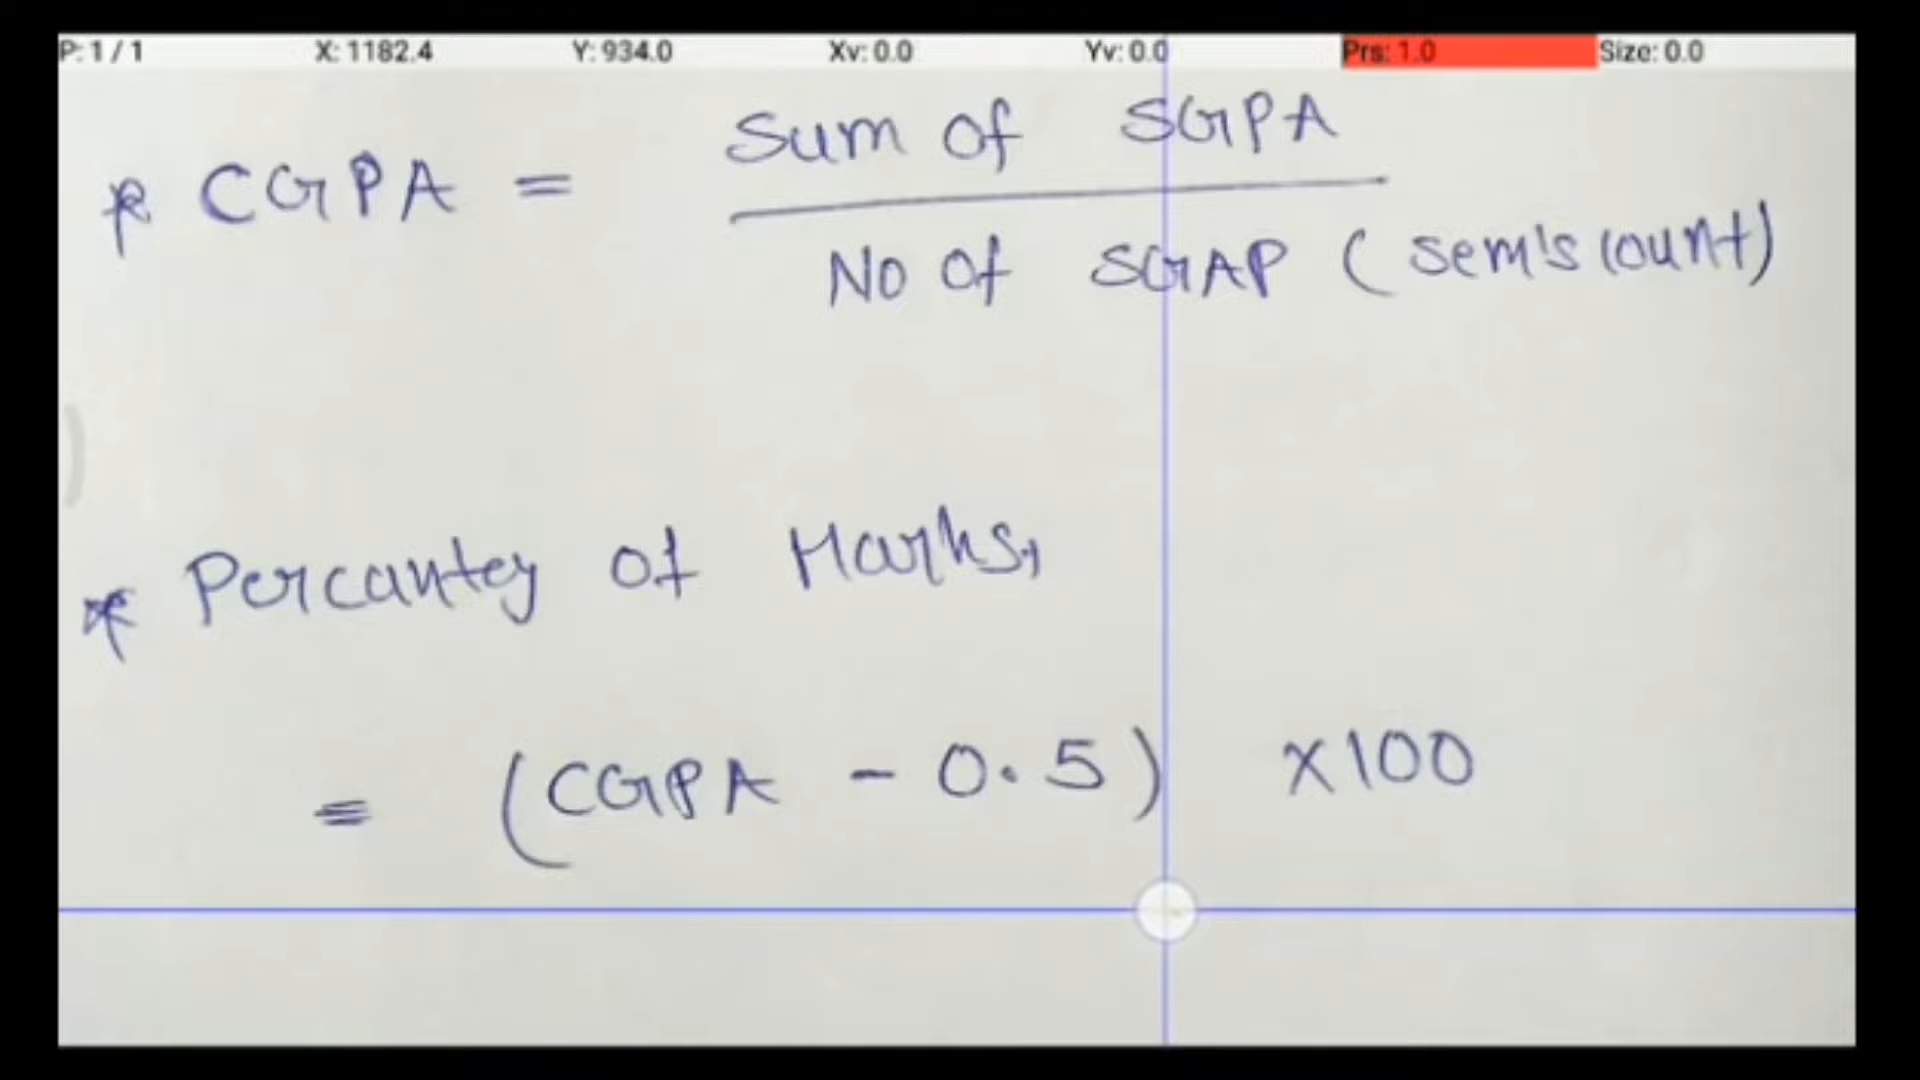 P: 1 / 1 X: 1182.4 Y: 934.0 Xv: 0.0 Yv: 0.0 Prs: 1.0 Size: 0.0
* CGPA = Sum of SGPA
No of SGAP (sem's count)
* Percantey of Marks,
= (CGPA - 0.5) x100